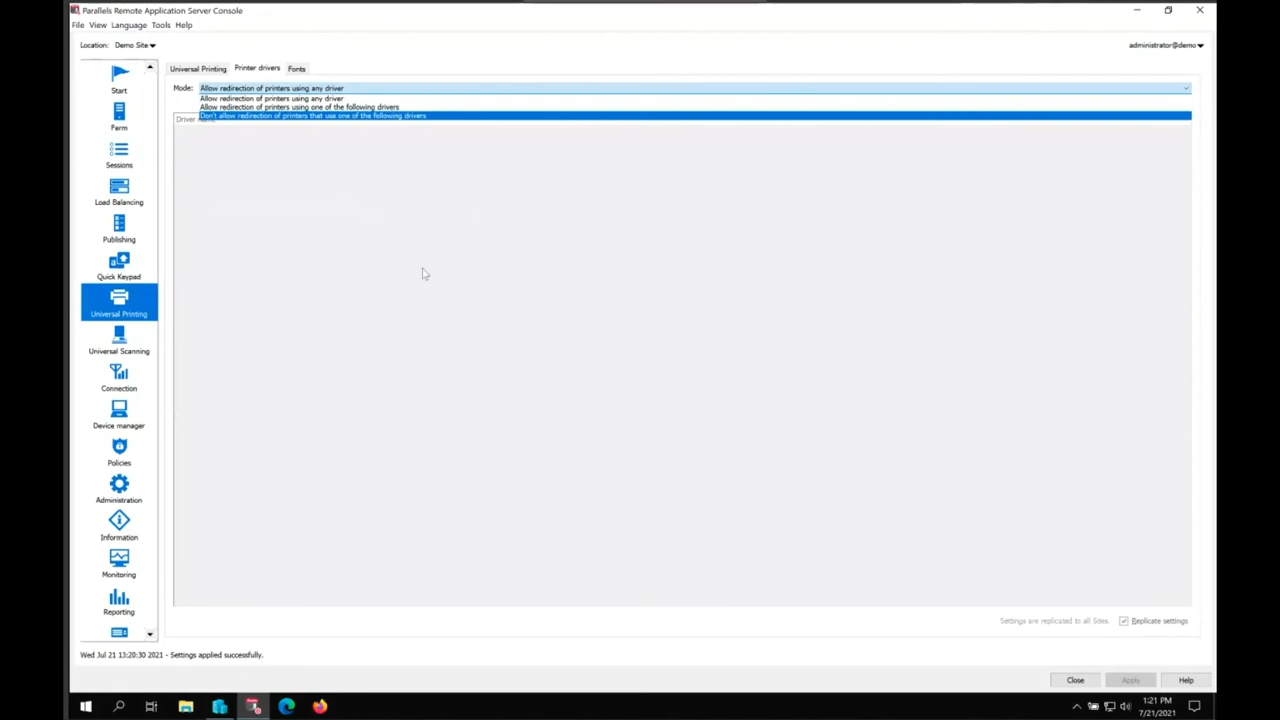 Parallels Remote Application Server Console
File View Language Tools Help
Location: Demo Site
administrator@demo
Start
Farm
Sessions
Load Balancing
Publishing
Quick Keypad
Universal Printing
Universal Scanning
Connection
Device manager
Policies
Administration
Information
Monitoring
Reporting
Universal Printing Printer drivers Fonts
Mode: Allow redirection of printers using any driver
Allow redirection of printers using any driver
Allow redirection of printers using one of the following drivers
Don't allow redirection of printers that use one of the following drivers
Driver
Settings are replicated to all Sites. Replicate settings
Wed Jul 21 13:20:30 2021 - Settings applied successfully.
Close Apply Help
1:21 PM
7/21/2021